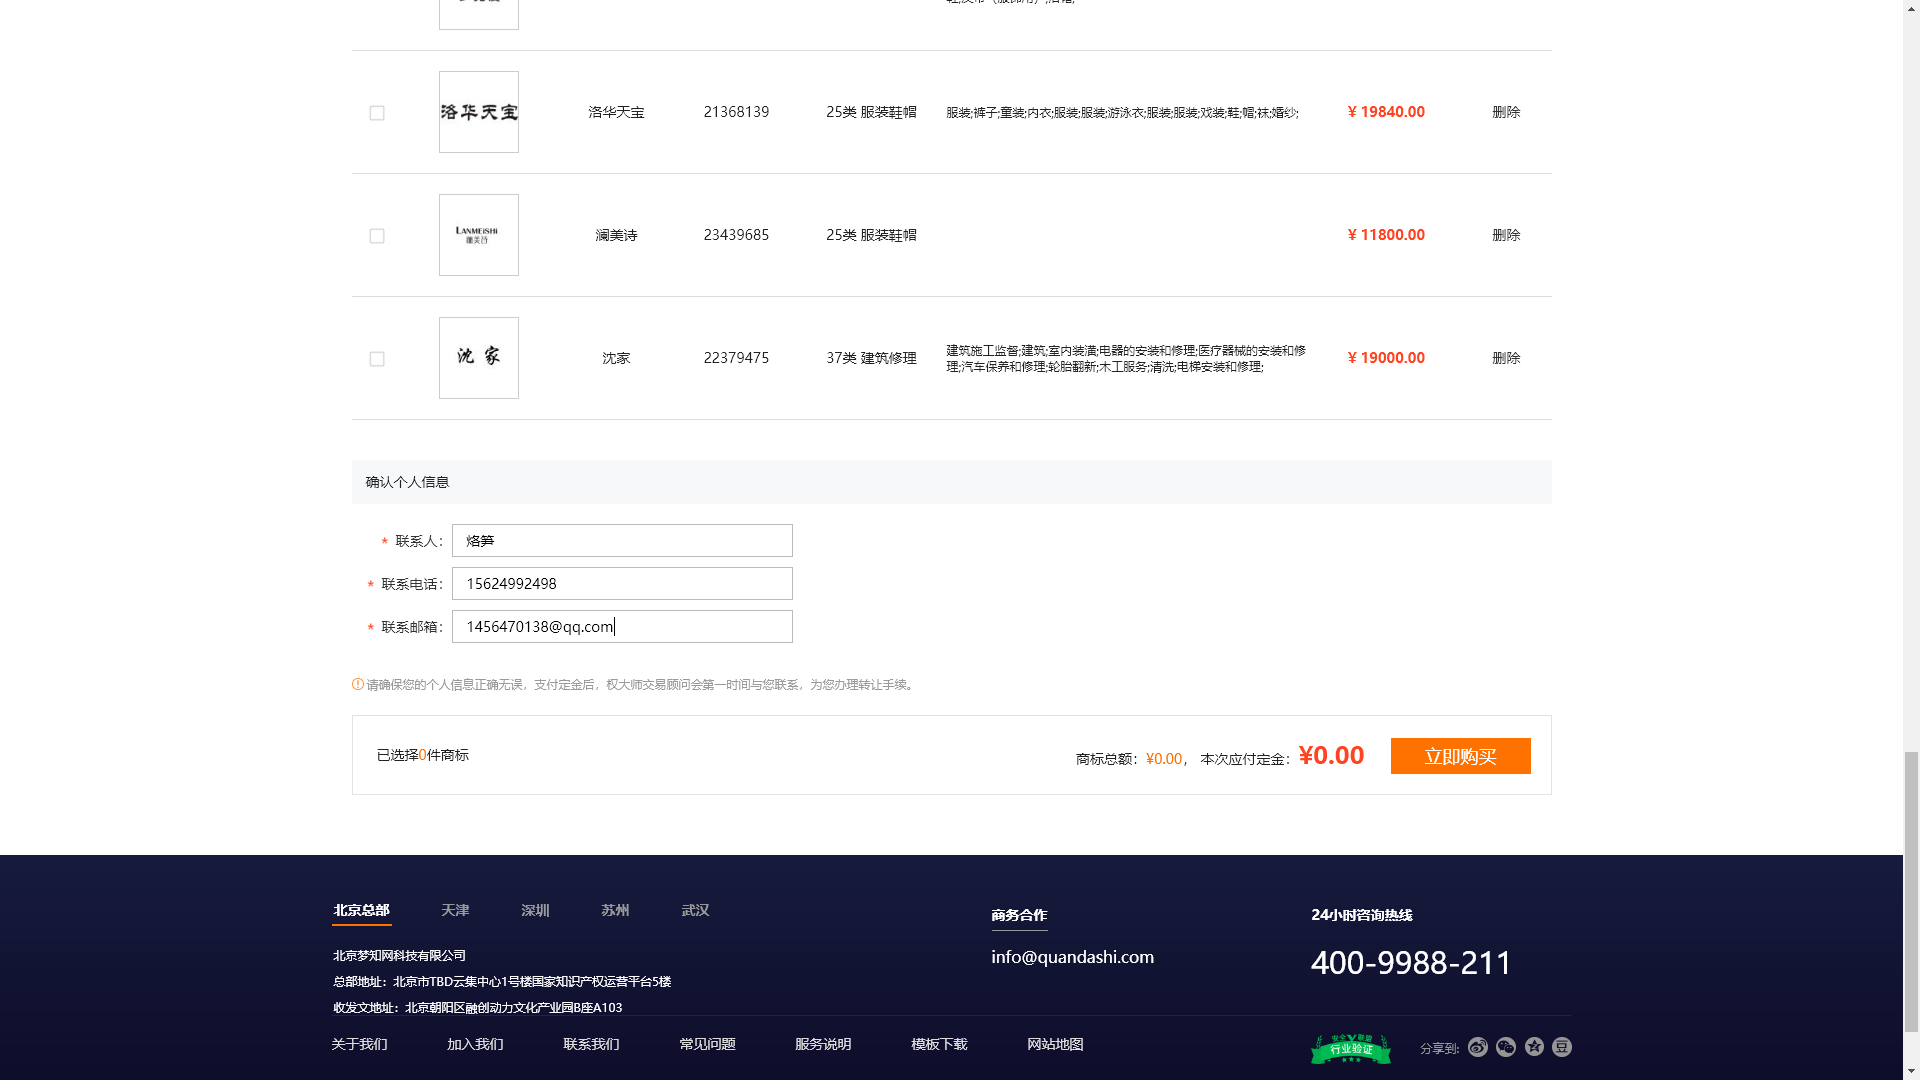 洛华天宝 洛华天宝 21368139 25类 服装鞋帽 服装;裤子;童装;内衣;服装;服装;游泳衣;服装;服装;戏装;鞋;帽;袜;婚纱; ¥ 19840.00 删除
LANMEISHI
澜美诗 23439685 25类 服装鞋帽 ¥ 11800.00 删除
沈 家 沈家 22379475 37类 建筑修理 建筑施工监督;建筑;室内装潢;电器的安装和修理;医疗器械的安装和修
理;汽车保养和修理;轮胎翻新;木工服务;清洗;电梯安装和修理; ¥ 19000.00 删除
确认个人信息
* 联系人： 烙笋
* 联系电话： 15624992498
* 联系邮箱： 1456470138@qq.com
请确保您的个人信息正确无误，支付定金后，权大师交易顾问会第一时间与您联系，为您办理转让手续。
已选择0件商标 商标总额：¥0.00， 本次应付定金：¥0.00 立即购买
北京总部 天津 深圳 苏州 武汉
北京梦知网科技有限公司
总部地址：北京市TBD云集中心1号楼国家知识产权运营平台5楼
收发文地址：北京朝阳区融创动力文化产业园B座A103
商务合作
info@quandashi.com
24小时咨询热线
400-9988-211
关于我们 加入我们 联系我们 常见问题 服务说明 模板下载 网站地图
安全联盟
行业验证
分享到:
豆